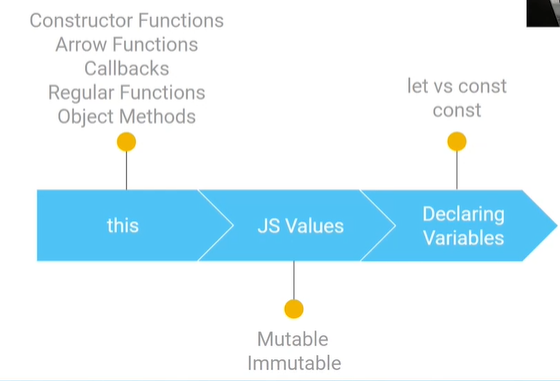 Constructor Functions
Arrow Functions
Callbacks
Regular Functions
Object Methods
let vs const
const
this
JS Values
Declaring
Variables
Mutable
Immutable